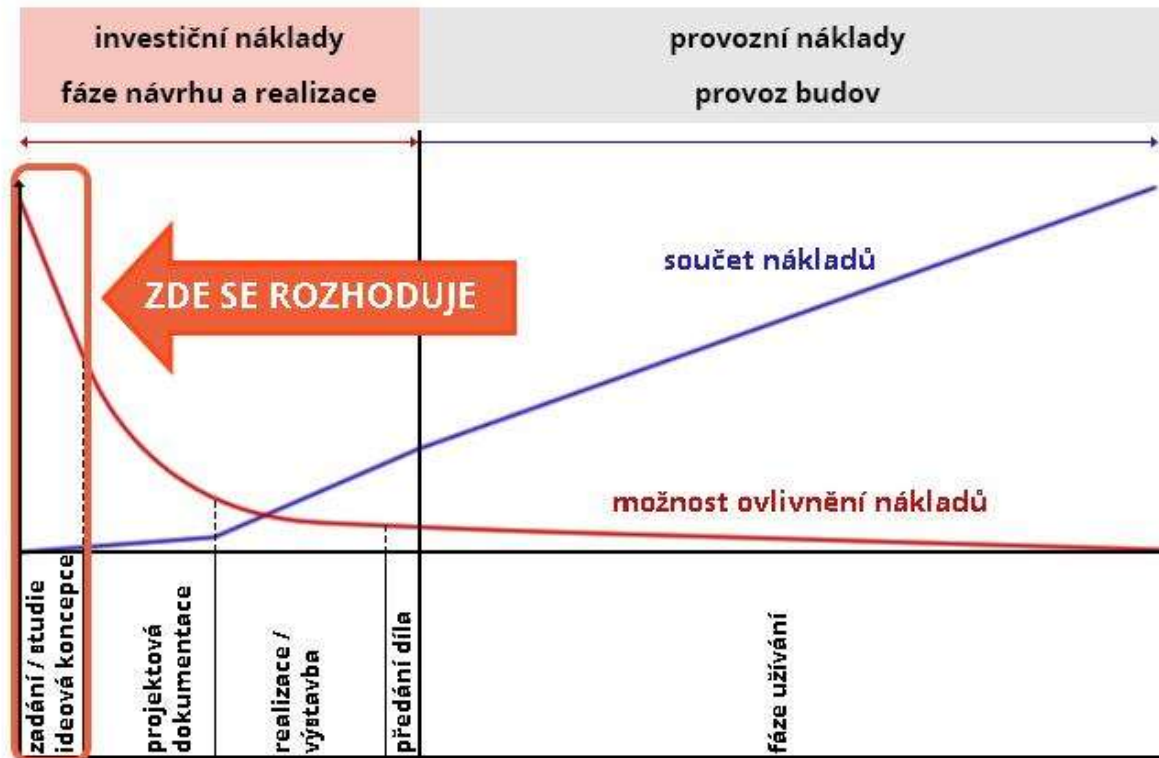 investiční náklady
fáze návrhu a realizace
provozní náklady
provoz budov
ZDE SE ROZHODUJE
součet nákladů
možnost ovlivnění nákladů
zadání / studie
ideová koncepce
projektová
dokumentace
realizace /
výstavba
předání díla
fáze užívání